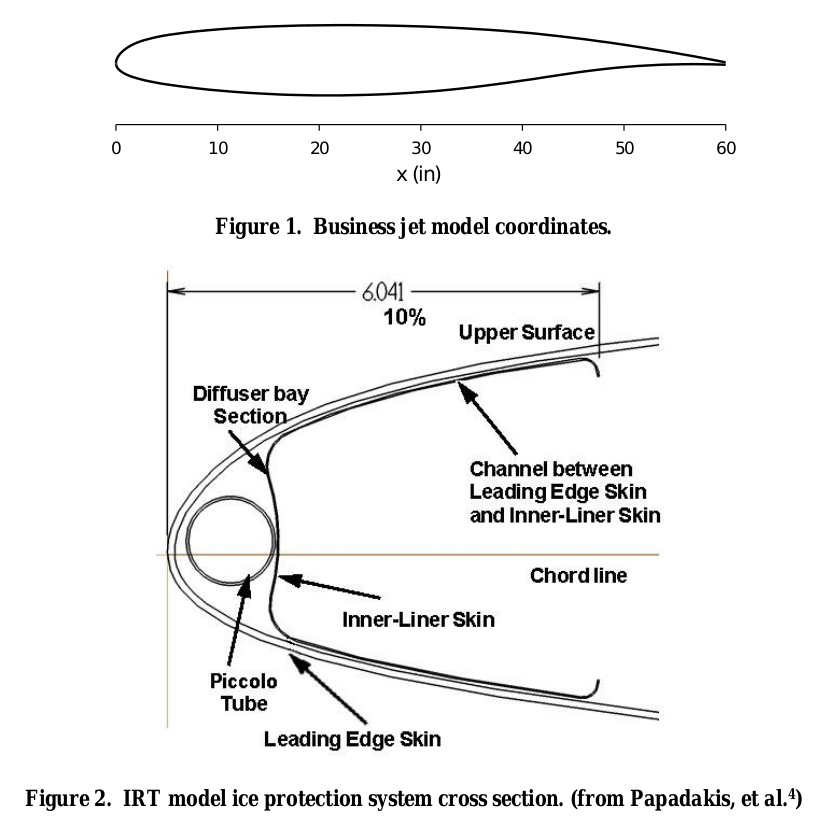 0 10 20 30 40 50 60
x (in)
Figure 1. Business jet model coordinates.
6.041
10%
Upper Surface
Diffuser bay
Section
Channel between
Leading Edge Skin
and Inner-Liner Skin
Chord line
Inner-Liner Skin
Piccolo
Tube
Leading Edge Skin
Figure 2. IRT model ice protection system cross section. (from Papadakis, et al.⁴)